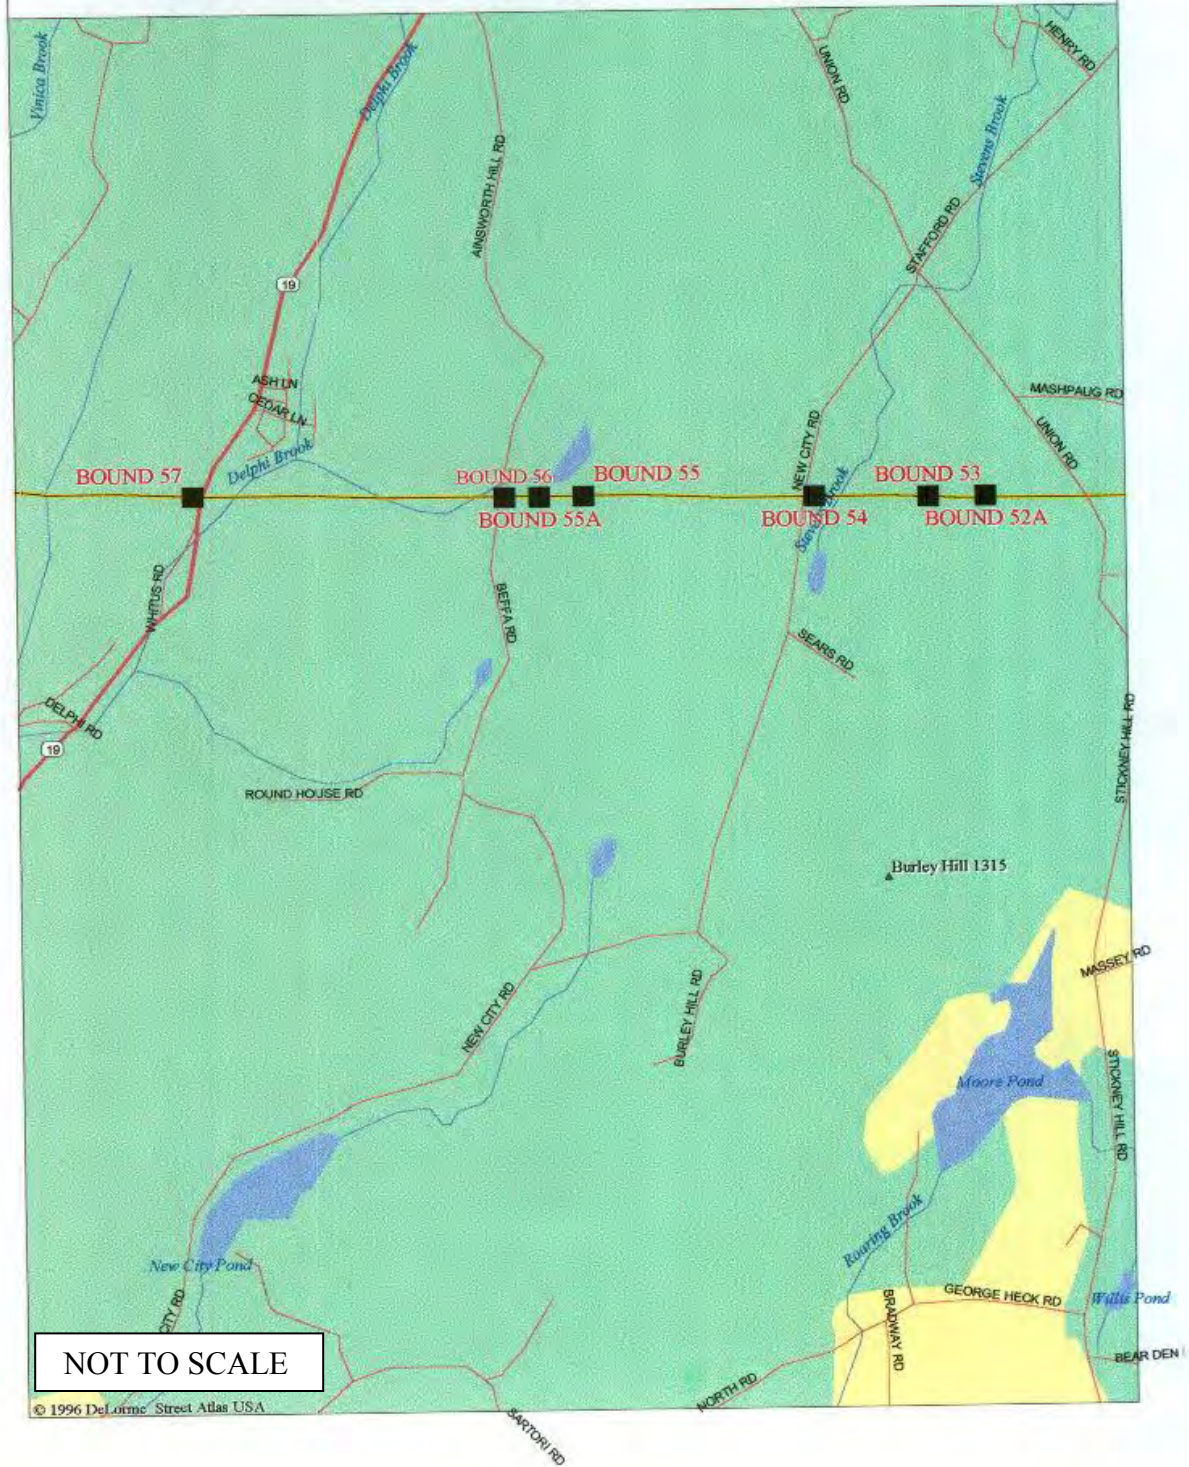 Vinica Brook
Delphi Brook
UNION RD
HENRY RD
Stevens Brook
AINSWORTH HILL RD
STAFFORD RD
19
ASH LN
CEDAR LN
MASHPAUG RD
UNION RD
NEW CITY RD
Delphi Brook
BOUND 57
BOUND 56
BOUND 55
BOUND 53
BOUND 55A
BOUND 54
BOUND 52A
Stevens Brook
WHITUS RD
BEFFA RD
SEARS RD
DELPHI RD
19
STICKNEY HILL RD
ROUND HOUSE RD
Burley Hill 1315
MASSEY RD
NEW CITY RD
BURLEY HILL RD
Moore Pond
STICKNEY HILL RD
Roaring Brook
New City Pond
CITY RD
GEORGE HECK RD
Willis Pond
BRADWAY RD
BEAR DEN
NOT TO SCALE
NORTH RD
© 1996 DeLorme Street Atlas USA
SARTORI RD